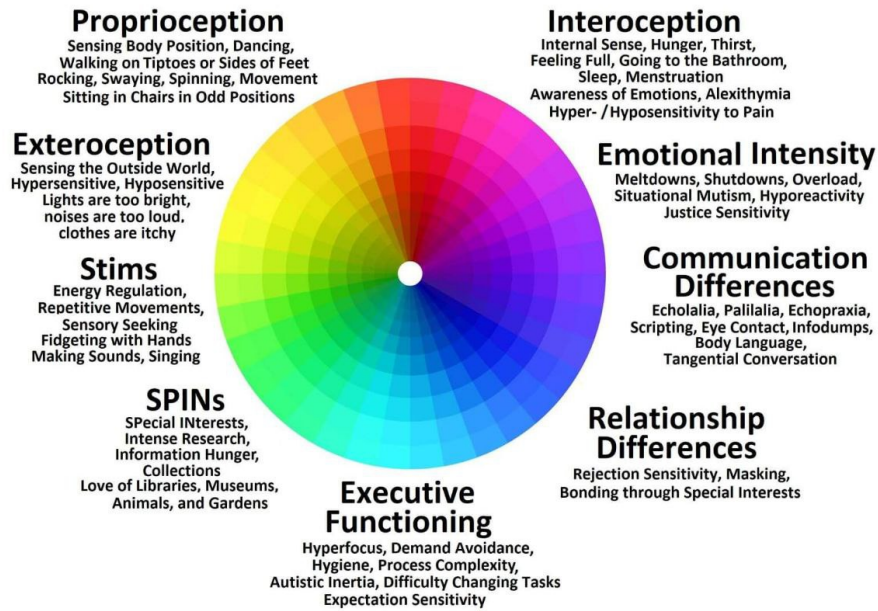 Proprioception
Sensing Body Position, Dancing,
Walking on Tiptoes or Sides of Feet
Rocking, Swaying, Spinning, Movement
Sitting in Chairs in Odd Positions
Interoception
Internal Sense, Hunger, Thirst,
Feeling Full, Going to the Bathroom,
Sleep, Menstruation
Awareness of Emotions, Alexithymia
Hyper- / Hyposensitivity to Pain
Exteroception
Sensing the Outside World,
Hypersensitive, Hyposensitive
Lights are too bright,
noises are too loud.
clothes are itchy
Emotional Intensity
Meltdowns, Shutdowns, Overload,
Situational Mutism, Hyporeactivity
Justice Sensitivity
Stims
Energy Regulation,
Repetitive Movements,
Sensory Seeking
Fidgeting with Hands
Making Sounds, Singing
Communication
Differences
Echolalia, Palilalia, Echopraxia,
Scripting, Eye Contact, Infodumps,
Body Language,
Tangential Conversation
SPINs
SPecial INterests,
Intense Research,
Information Hunger,
Collections
Love of Libraries, Museums,
Animals, and Gardens
Relationship
Differences
Rejection Sensitivity, Masking,
Bonding through Special Interests
Executive
Functioning
Hyperfocus, Demand Avoidance,
Hygiene, Process Complexity,
Autistic Inertia, Difficulty Changing Tasks
Expectation Sensitivity